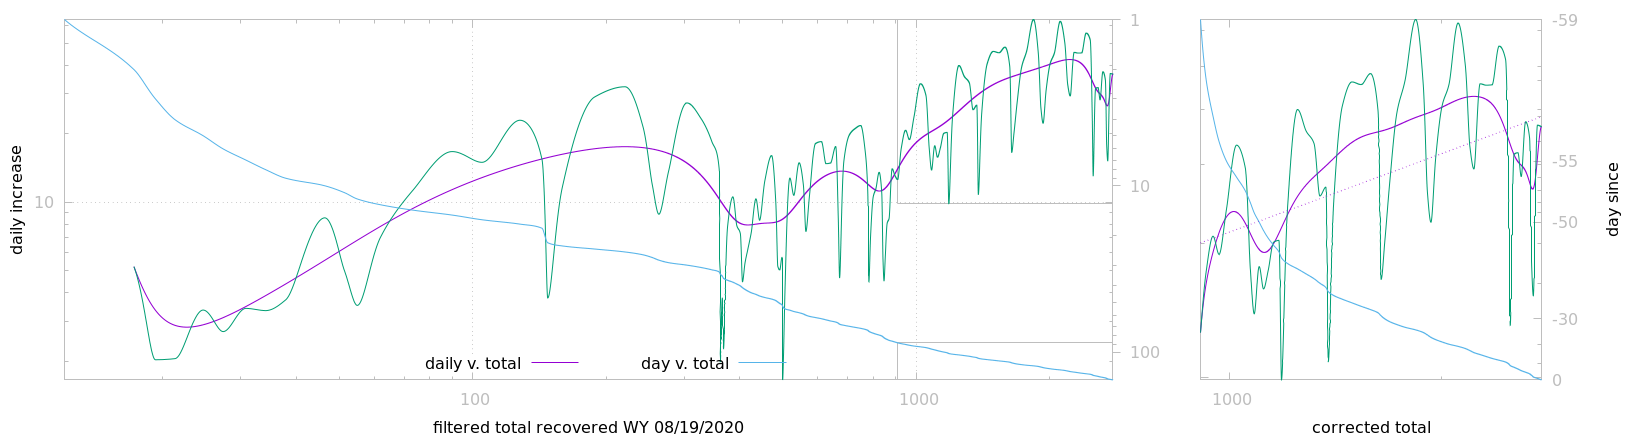 1
-59
10
daily increase
10
100
-55
-50
-30
0
day since
daily v. total
day v. total
100
1000
1000
filtered total recovered WY 08/19/2020
corrected total